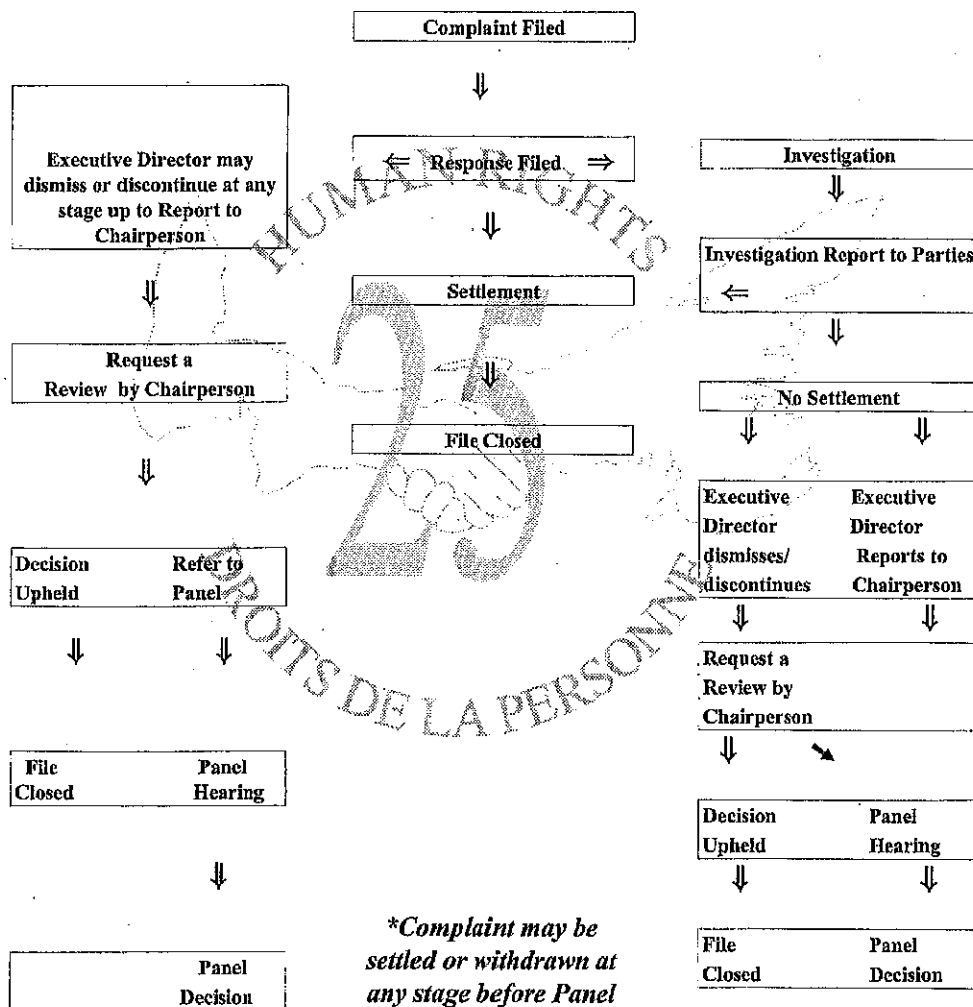 Complaint Filed
⇓
Executive Director may
dismiss or discontinue at any
stage up to Report to
Chairperson
⇓
Request a
Review by Chairperson
⇓
Decision Refer to
Upheld Panel
⇓ ⇓
File Panel
Closed Hearing
⇓
Panel
Decision
⇐ Response Filed ⇒
⇓
Settlement
⇓
File Closed
Investigation
⇓
Investigation Report to Parties
⇐
⇓
No Settlement
⇓ ⇓
Executive Executive
Director Director
dismisses/ Reports to
discontinues Chairperson
⇓ ⇓
Request a
Review by
Chairperson
⇓ ➘
Decision Panel
Upheld Hearing
⇓ ⇓
File Panel
Closed Decision
*Complaint may be
settled or withdrawn at
any stage before Panel
HUMAN RIGHTS
25
DROITS DE LA PERSONNE